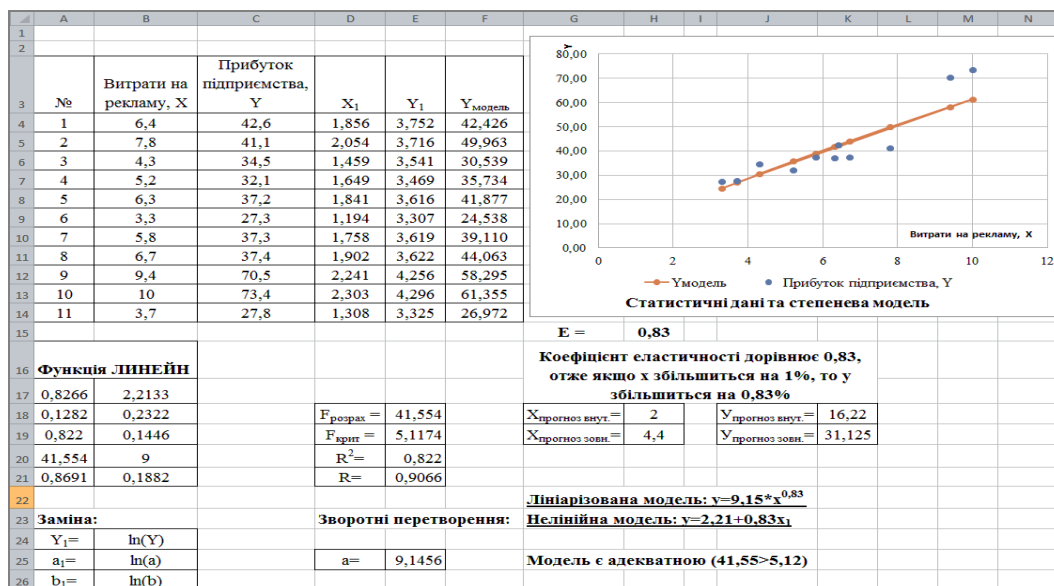 A B C D E F G H I J K L M N
1
2
3 № Витрати на рекламу, X Прибуток підприємства, Y X₁ Y₁ Yмодель
4 1 6,4 42,6 1,856 3,752 42,426
5 2 7,8 41,1 2,054 3,716 49,963
6 3 4,3 34,5 1,459 3,541 30,539
7 4 5,2 32,1 1,649 3,469 35,734
8 5 6,3 37,2 1,841 3,616 41,877
9 6 3,3 27,3 1,194 3,307 24,538
10 7 5,8 37,3 1,758 3,619 39,110
11 8 6,7 37,4 1,902 3,622 44,063
12 9 9,4 70,5 2,241 4,256 58,295
13 10 10 73,4 2,303 4,296 61,355
14 11 3,7 27,8 1,308 3,325 26,972
Y
80,00
70,00
60,00
50,00
40,00
30,00
20,00
10,00
0,00
Витрати на рекламу, X
0 2 4 6 8 10 12
Yмодель Прибуток підприємства, Y
Статистичні дані та степенева модель
15 E = 0,83
16 Функція ЛИНЕЙН
Коефіцієнт еластичності дорівнює 0,83,
отже якщо x збільшиться на 1%, то у
збільшиться на 0,83%
17 0,8266 2,2133
18 0,1282 0,2322 Fрозрах = 41,554 Xпрогноз внут.= 2 Упрогноз внут.= 16,22
19 0,822 0,1446 Fкрит = 5,1174 Xпрогноз зовн.= 4,4 Упрогноз зовн.= 31,125
20 41,554 9 R²= 0,822
21 0,8691 0,1882 R= 0,9066
22 Лініарізована модель: y=9,15*x^0,83
23 Заміна: Зворотні перетворення: Нелінійна модель: y=2,21+0,83x₁
24 Y₁= ln(Y)
25 a₁= ln(a) a= 9,1456 Модель є адекватною (41,55>5,12)
26 b₁= ln(b)